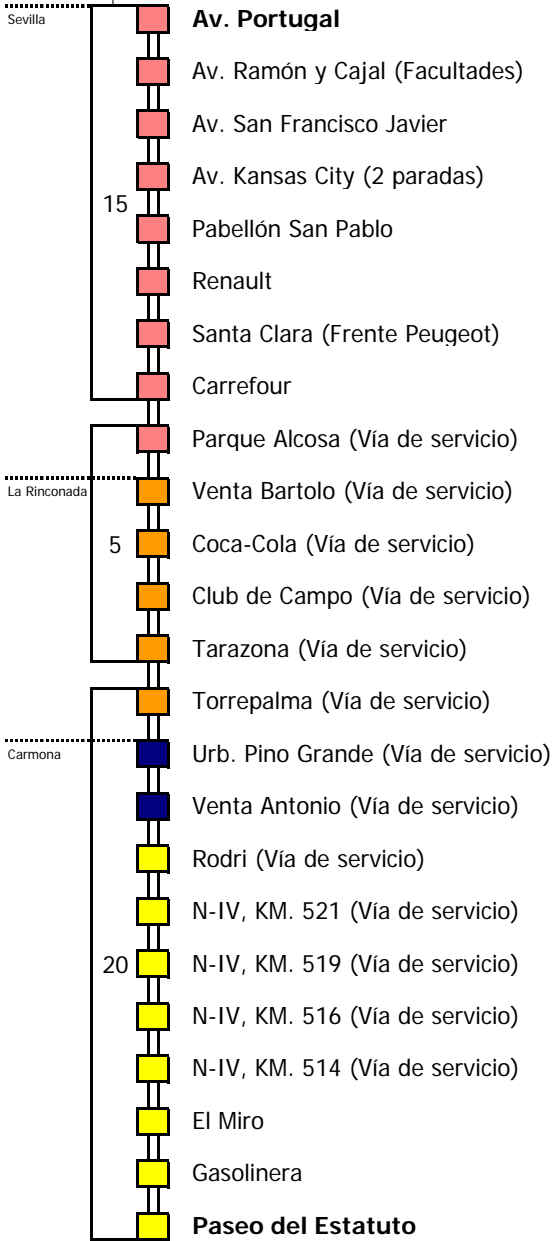 Sevilla
Av. Portugal
Av. Ramón y Cajal (Facultades)
Av. San Francisco Javier
Av. Kansas City (2 paradas)
15
Pabellón San Pablo
Renault
Santa Clara (Frente Peugeot)
Carrefour
Parque Alcosa (Vía de servicio)
La Rinconada
Venta Bartolo (Vía de servicio)
5
Coca-Cola (Vía de servicio)
Club de Campo (Vía de servicio)
Tarazona (Vía de servicio)
Torrepalma (Vía de servicio)
Carmona
Urb. Pino Grande (Vía de servicio)
Venta Antonio (Vía de servicio)
Rodri (Vía de servicio)
N-IV, KM. 521 (Vía de servicio)
20
N-IV, KM. 519 (Vía de servicio)
N-IV, KM. 516 (Vía de servicio)
N-IV, KM. 514 (Vía de servicio)
El Miro
Gasolinera
Paseo del Estatuto